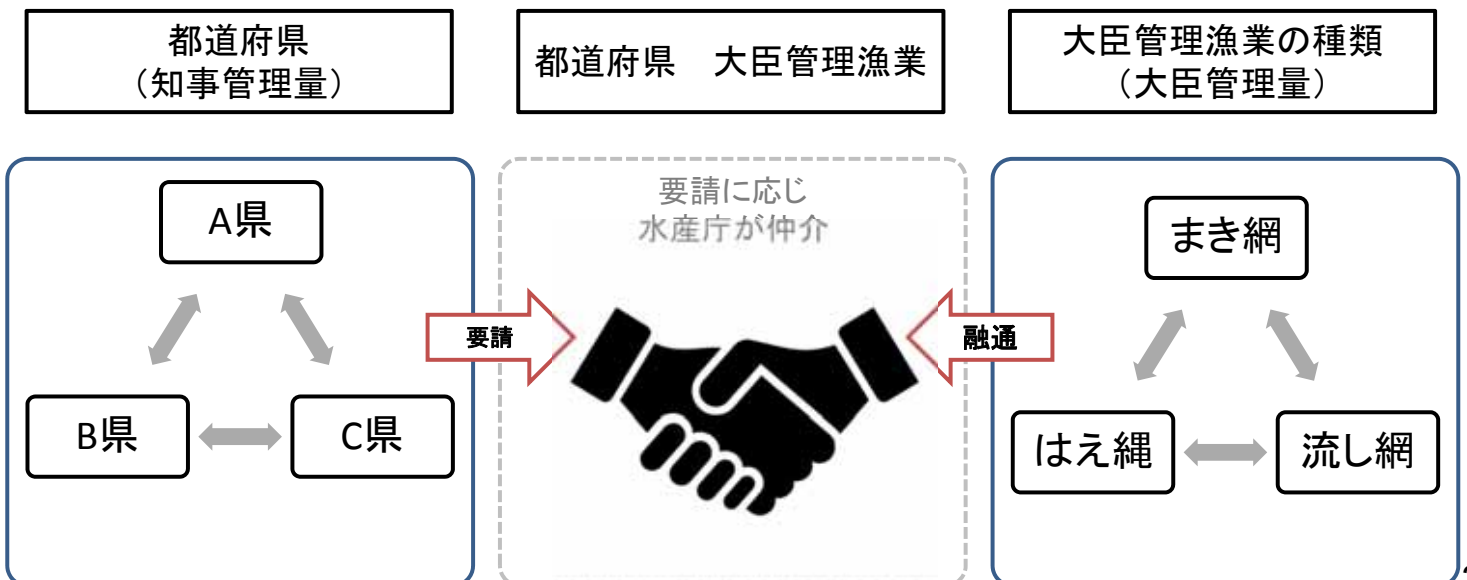 都道府県
（知事管理量）
都道府県　大臣管理漁業
大臣管理漁業の種類
（大臣管理量）
要請に応じ
水産庁が仲介
A県
B県
C県
要請
融通
まき網
はえ縄
流し網